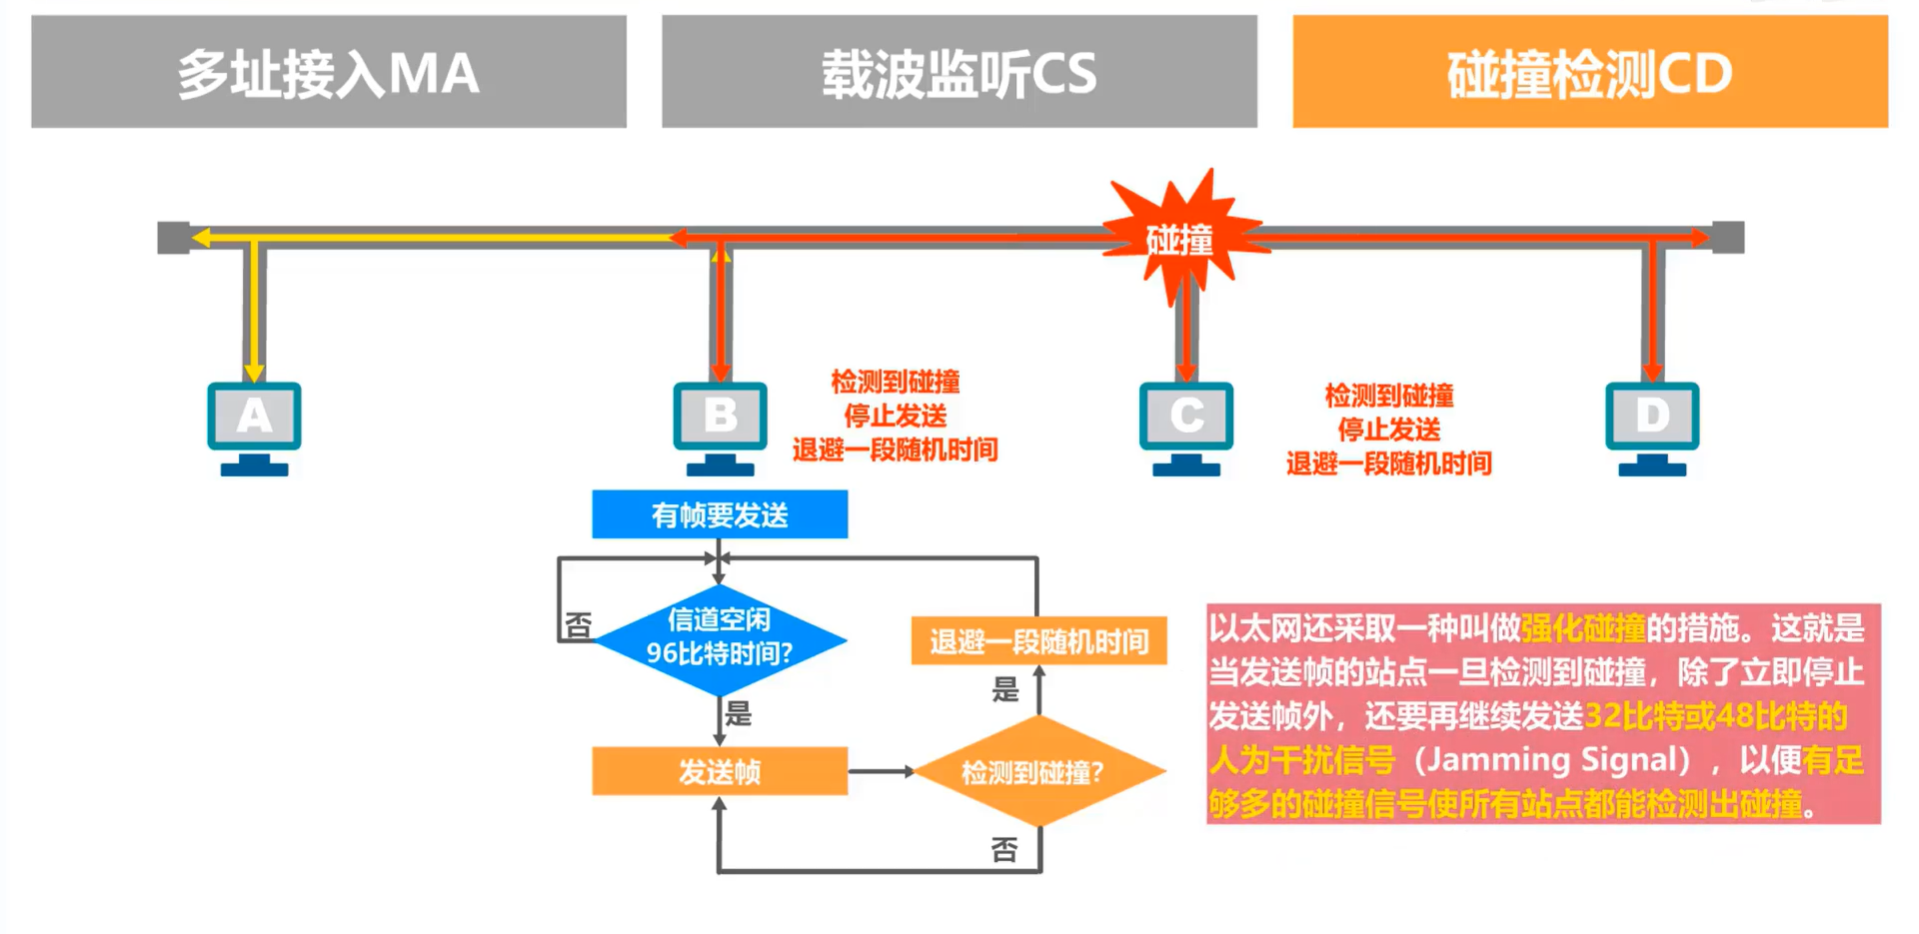 多址接入MA
载波监听CS
碰撞检测CD
碰撞
A
B
C
D
检测到碰撞
停止发送
退避一段随机时间
检测到碰撞
停止发送
退避一段随机时间
有帧要发送
信道空闲
96比特时间?
否
是
发送帧
检测到碰撞?
是
退避一段随机时间
否
以太网还采取一种叫做强化碰撞的措施。这就是
当发送帧的站点一旦检测到碰撞，除了立即停止
发送帧外，还要再继续发送32比特或48比特的
人为干扰信号（Jamming Signal），以便有足
够多的碰撞信号使所有站点都能检测出碰撞。